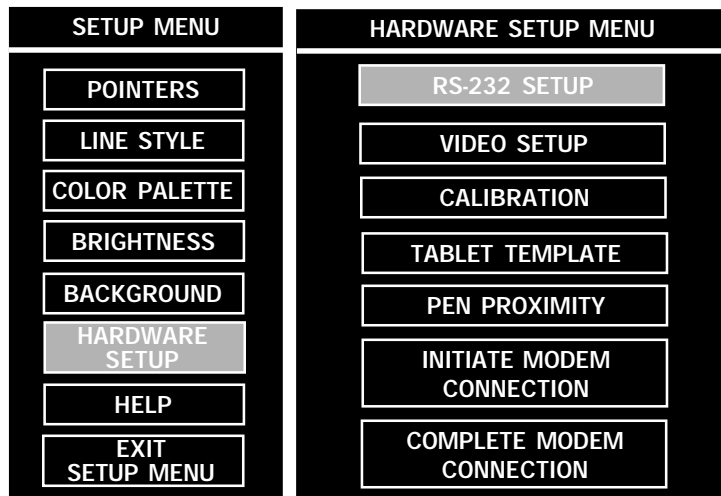 SETUP MENU
POINTERS
LINE STYLE
COLOR PALETTE
BRIGHTNESS
BACKGROUND
HARDWARE
SETUP
HELP
EXIT
SETUP MENU
HARDWARE SETUP MENU
RS-232 SETUP
VIDEO SETUP
CALIBRATION
TABLET TEMPLATE
PEN PROXIMITY
INITIATE MODEM
CONNECTION
COMPLETE MODEM
CONNECTION